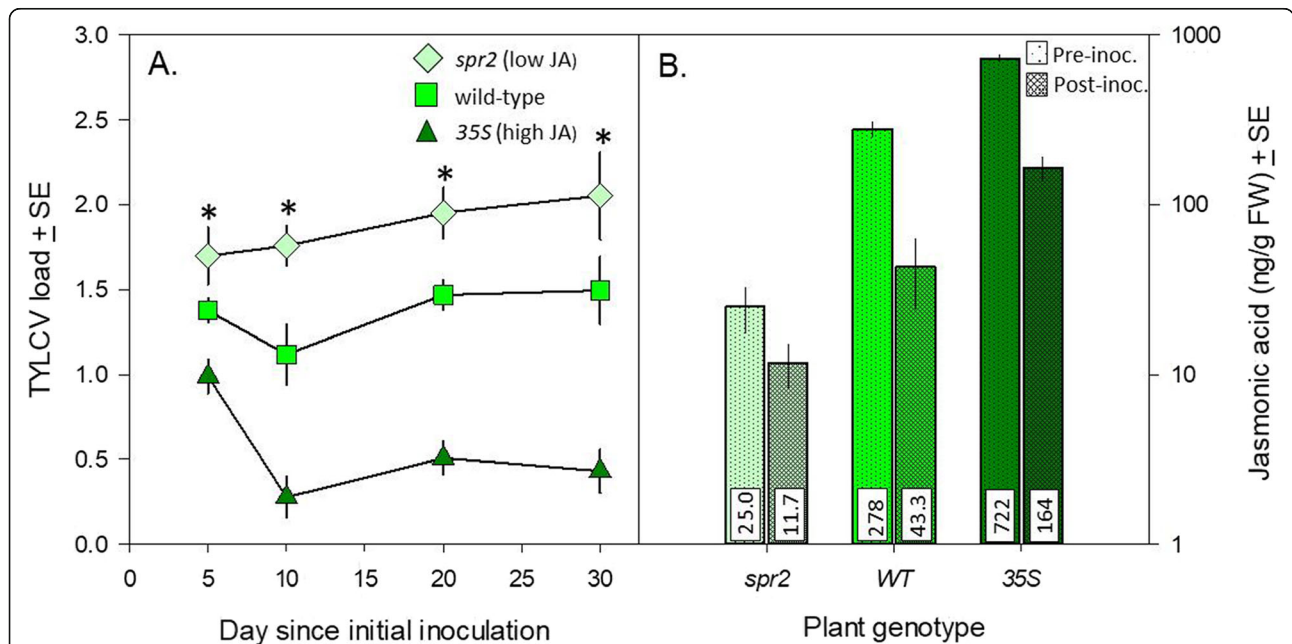 A.
spr2 (low JA)
wild-type
35S (high JA)
* * * *
TYLCV load ± SE
3.0
2.5
2.0
1.5
1.0
0.5
0.0
0 5 10 15 20 25 30
Day since initial inoculation
B.
Pre-inoc.
Post-inoc.
25.0 11.7 278 43.3 722 164
spr2 WT 35S
Plant genotype
1000
100
10
1
Jasmonic acid (ng/g FW) ± SE